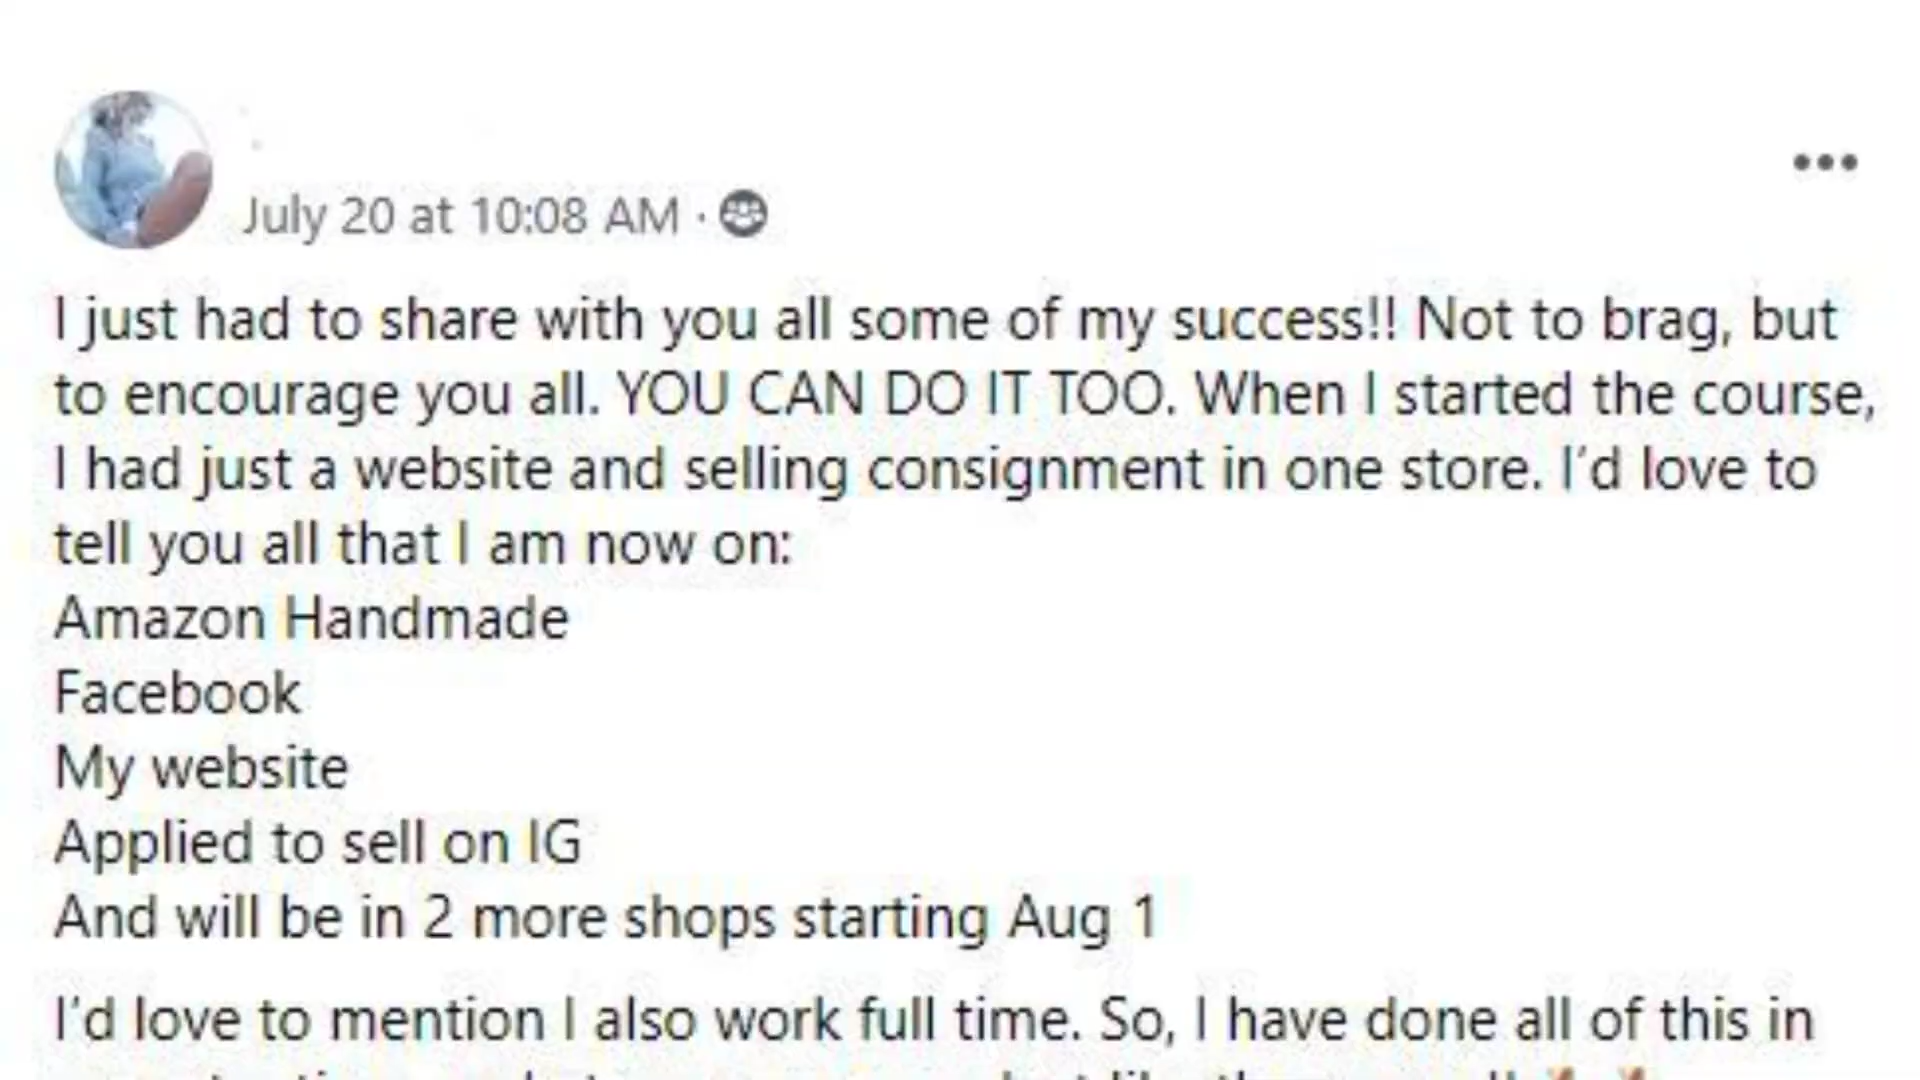 July 20 at 10:08 AM ·
I just had to share with you all some of my success!! Not to brag, but
to encourage you all. YOU CAN DO IT TOO. When I started the course,
I had just a website and selling consignment in one store. I'd love to
tell you all that I am now on:
Amazon Handmade
Facebook
My website
Applied to sell on IG
And will be in 2 more shops starting Aug 1
I'd love to mention I also work full time. So, I have done all of this in